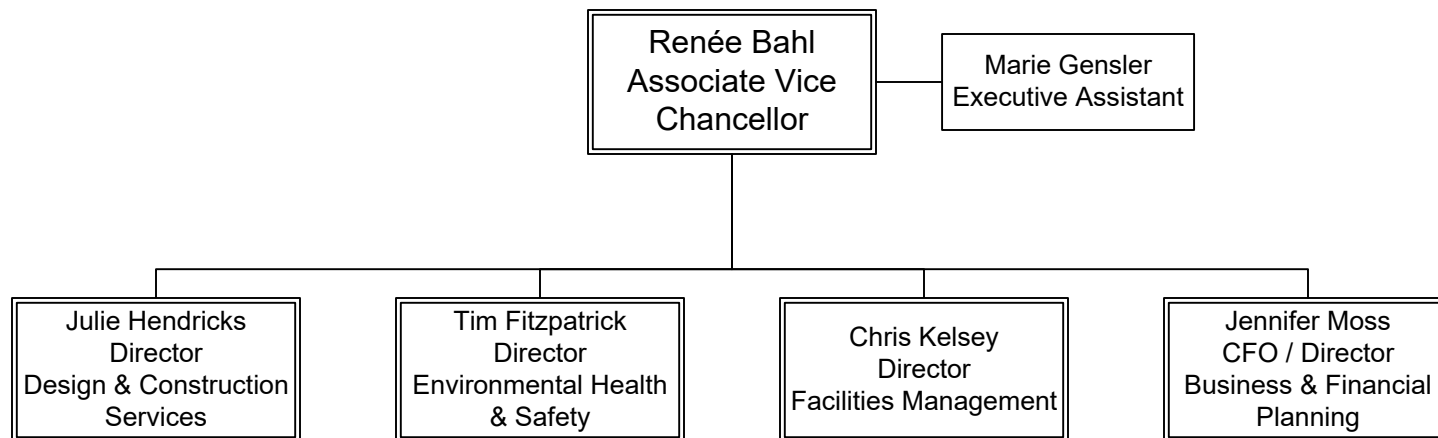 Renée Bahl
Associate Vice
Chancellor
Marie Gensler
Executive Assistant
Julie Hendricks
Director
Design & Construction
Services
Tim Fitzpatrick
Director
Environmental Health
& Safety
Chris Kelsey
Director
Facilities Management
Jennifer Moss
CFO / Director
Business & Financial
Planning